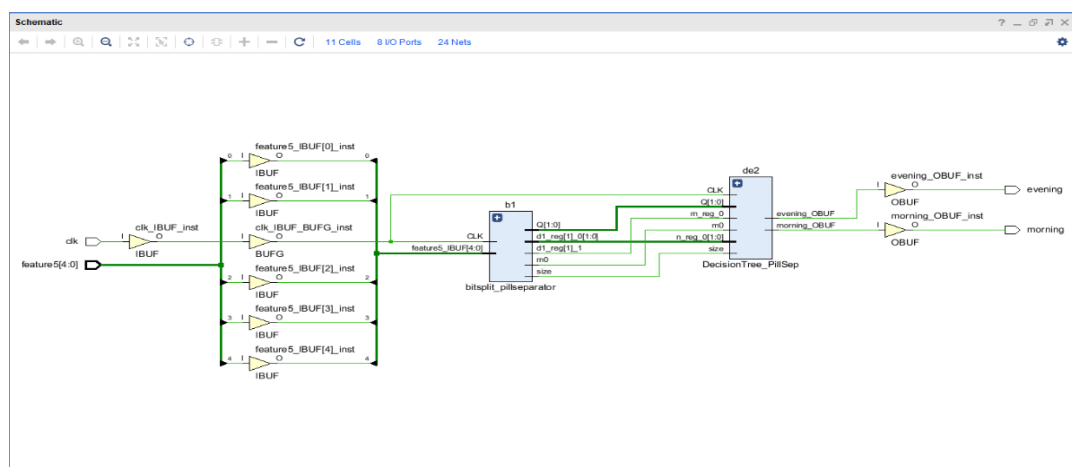 Schematic
11 Cells 8 I/O Ports 24 Nets
feature5_IBUF[0]_inst
0 I O 0
IBUF
feature5_IBUF[1]_inst
1 I O 1
IBUF
clk_IBUF_inst
clk I O
IBUF
clk_IBUF_BUFG_inst
I O
BUFG
feature5[4:0]
feature5_IBUF[2]_inst
2 I O 2
IBUF
feature5_IBUF[3]_inst
3 I O 3
IBUF
feature5_IBUF[4]_inst
4 I O 4
IBUF
b1
CLK
feature5_IBUF[4:0]
Q[1:0]
d1_reg[1]_0[1:0]
d1_reg[1]_1
m0
size
bitsplit_pillseparator
de2
CLK
Q[1:0]
m_reg_0
m0
n_reg_0[1:0]
size
evening_OBUF
morning_OBUF
DecisionTree_PillSep
evening_OBUF_inst
I O evening
OBUF
morning_OBUF_inst
I O morning
OBUF